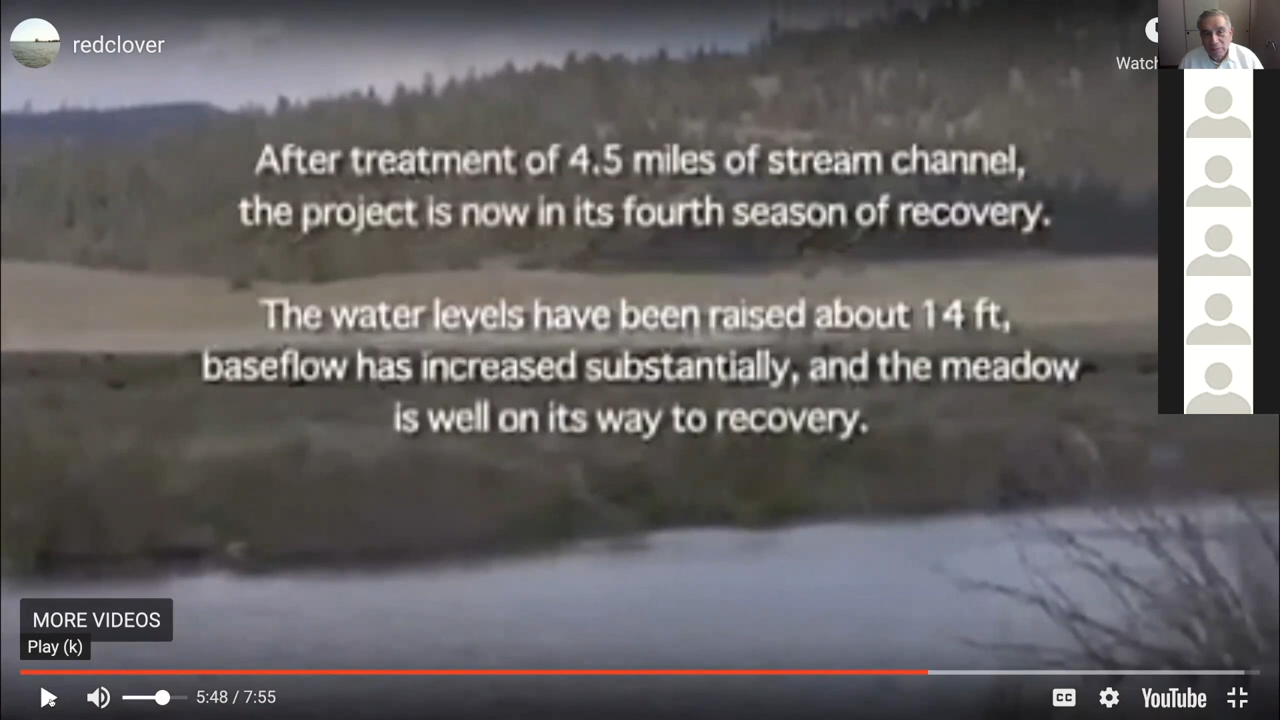 redclover
Watch
After treatment of 4.5 miles of stream channel,
the project is now in its fourth season of recovery.
The water levels have been raised about 14 ft,
baseflow has increased substantially, and the meadow
is well on its way to recovery.
MORE VIDEOS
Play (k)
5:48 / 7:55
CC
YouTube